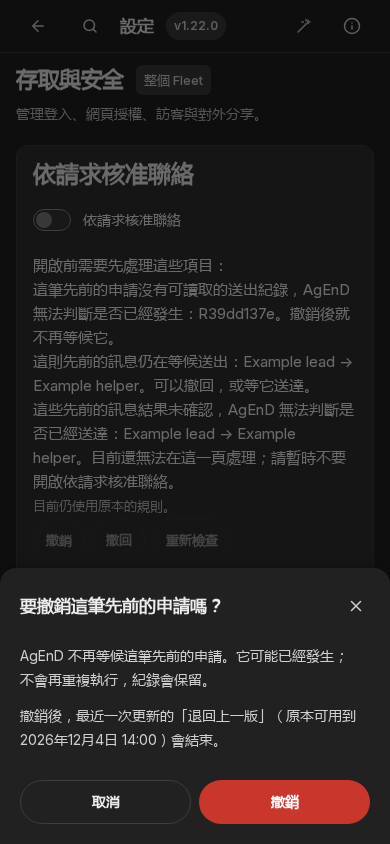 設定 v1.22.0
存取與安全 整個 Fleet
管理登入、網頁授權、訪客與對外分享。
依請求核准聯絡
依請求核准聯絡
開啟前需要先處理這些項目：
這筆先前的申請沒有可讀取的送出紀錄，AgEnD
無法判斷是否已經發生：R39dd137e。撤銷後就
不再等候它。
這則先前的訊息仍在等候送出：Example lead →
Example helper。可以撤回，或等它送達。
這些先前的訊息結果未確認，AgEnD 無法判斷是
否已經送達：Example lead → Example
helper。目前還無法在這一頁處理；請暫時不要
開啟依請求核准聯絡。
目前仍使用原本的規則。
撤銷 撤回 重新檢查
要撤銷這筆先前的申請嗎？
AgEnD 不再等候這筆先前的申請。它可能已經發生；
不會再重複執行，紀錄會保留。
撤銷後，最近一次更新的「退回上一版」（原本可用到
2026年12月4日 14:00）會結束。
取消 撤銷